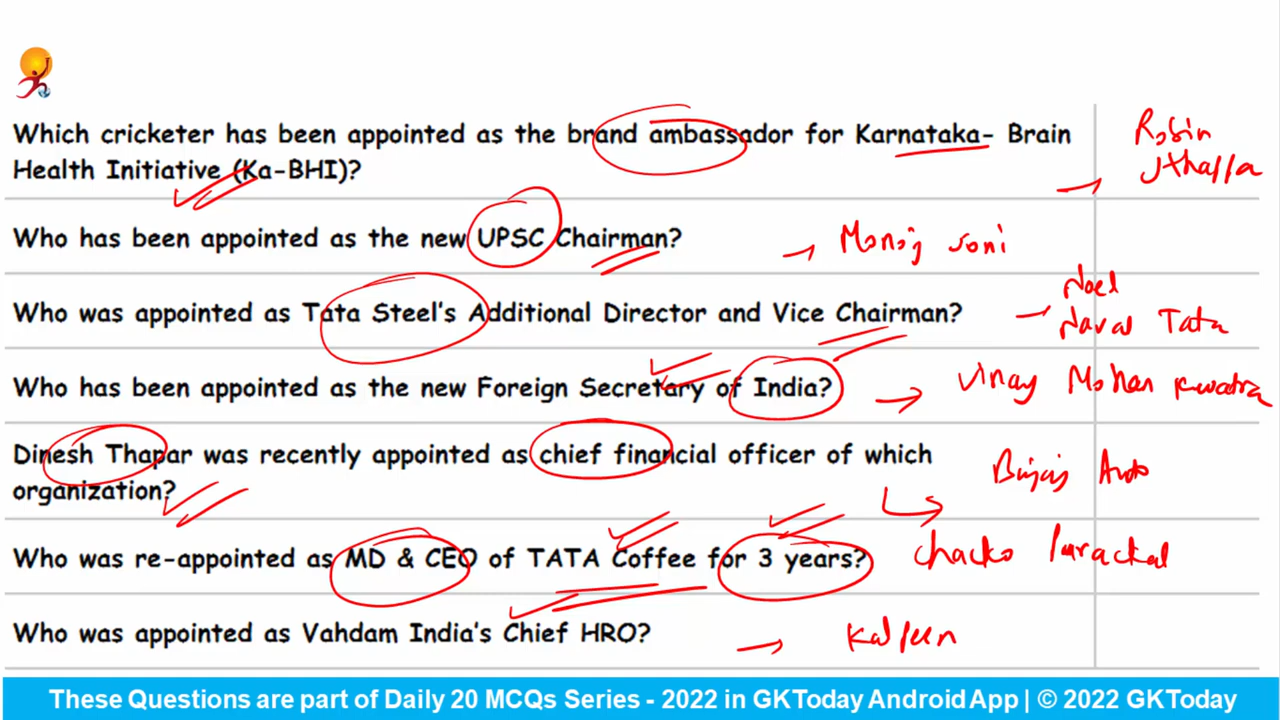 Which cricketer has been appointed as the brand ambassador for Karnataka- Brain
Health Initiative (Ka-BHI)?
Robin
Uthappa
Who has been appointed as the new UPSC Chairman?
Manoj Soni
Who was appointed as Tata Steel's Additional Director and Vice Chairman?
Noel
Naval Tata
Who has been appointed as the new Foreign Secretary of India?
Vinay Mohan Kwatra
Dinesh Thapar was recently appointed as chief financial officer of which
organization?
Bajaj Auto
Who was re-appointed as MD & CEO of TATA Coffee for 3 years?
Chacko
Who was appointed as Vahdam India's Chief HRO?
These Questions are part of Daily 20 MCQs Series - 2022 in GKToday Android App | © 2022 GKToday